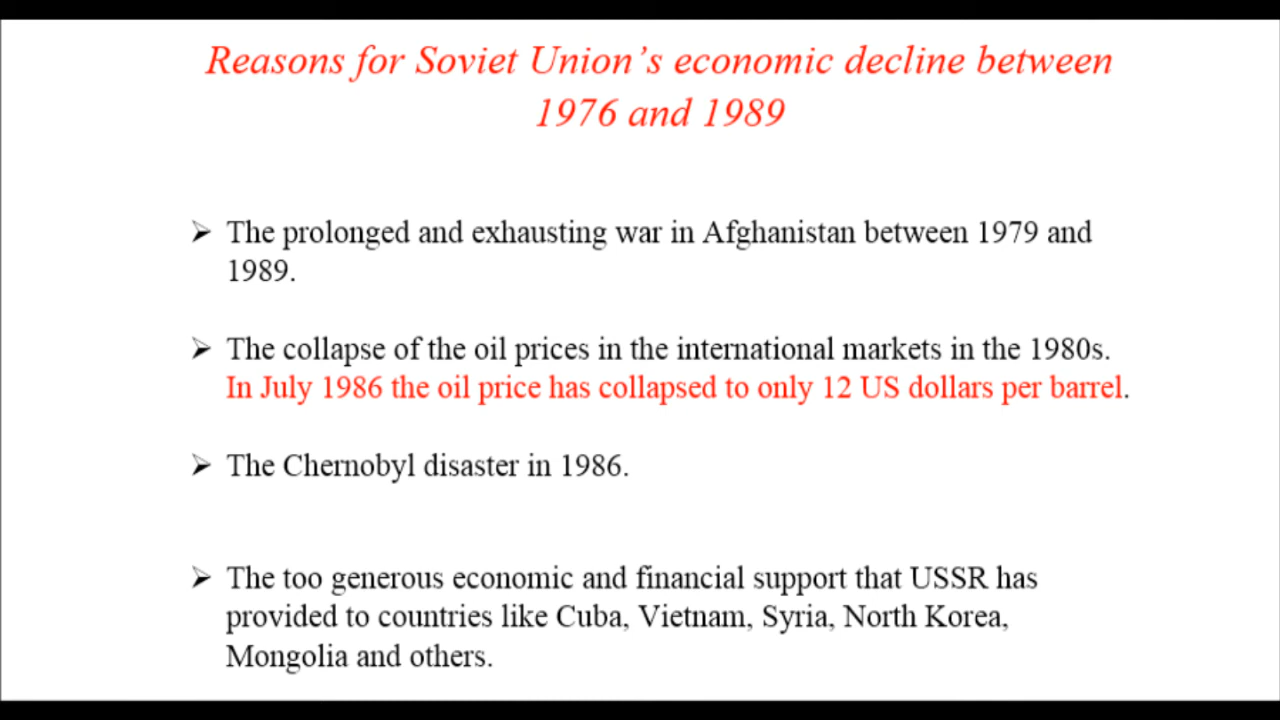 Reasons for Soviet Union’s economic decline between
1976 and 1989
➢ The prolonged and exhausting war in Afghanistan between 1979 and
1989.
➢ The collapse of the oil prices in the international markets in the 1980s.
In July 1986 the oil price has collapsed to only 12 US dollars per barrel.
➢ The Chernobyl disaster in 1986.
➢ The too generous economic and financial support that USSR has
provided to countries like Cuba, Vietnam, Syria, North Korea,
Mongolia and others.